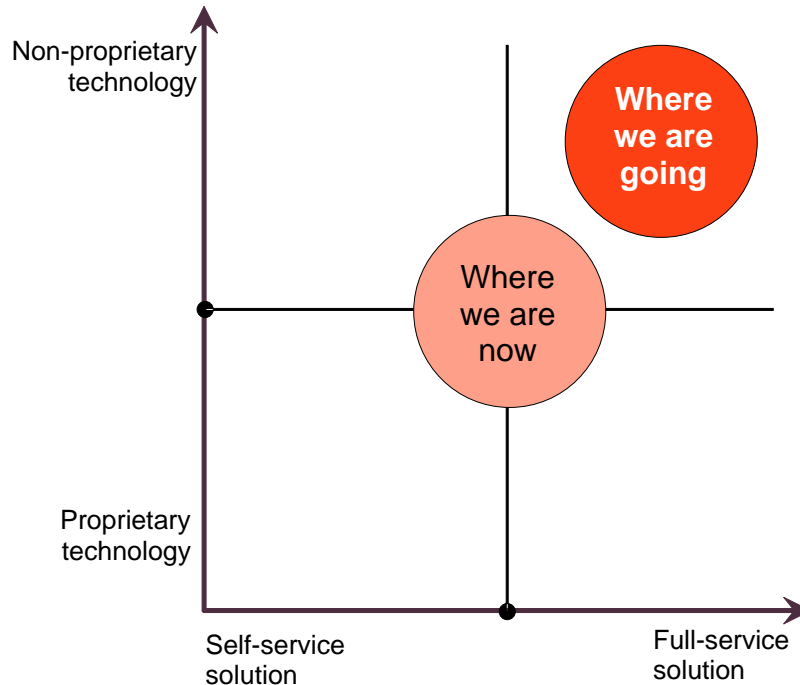 Non-proprietary
technology
Where
we are
going
Where
we are
now
Proprietary
technology
Self-service
solution
Full-service
solution